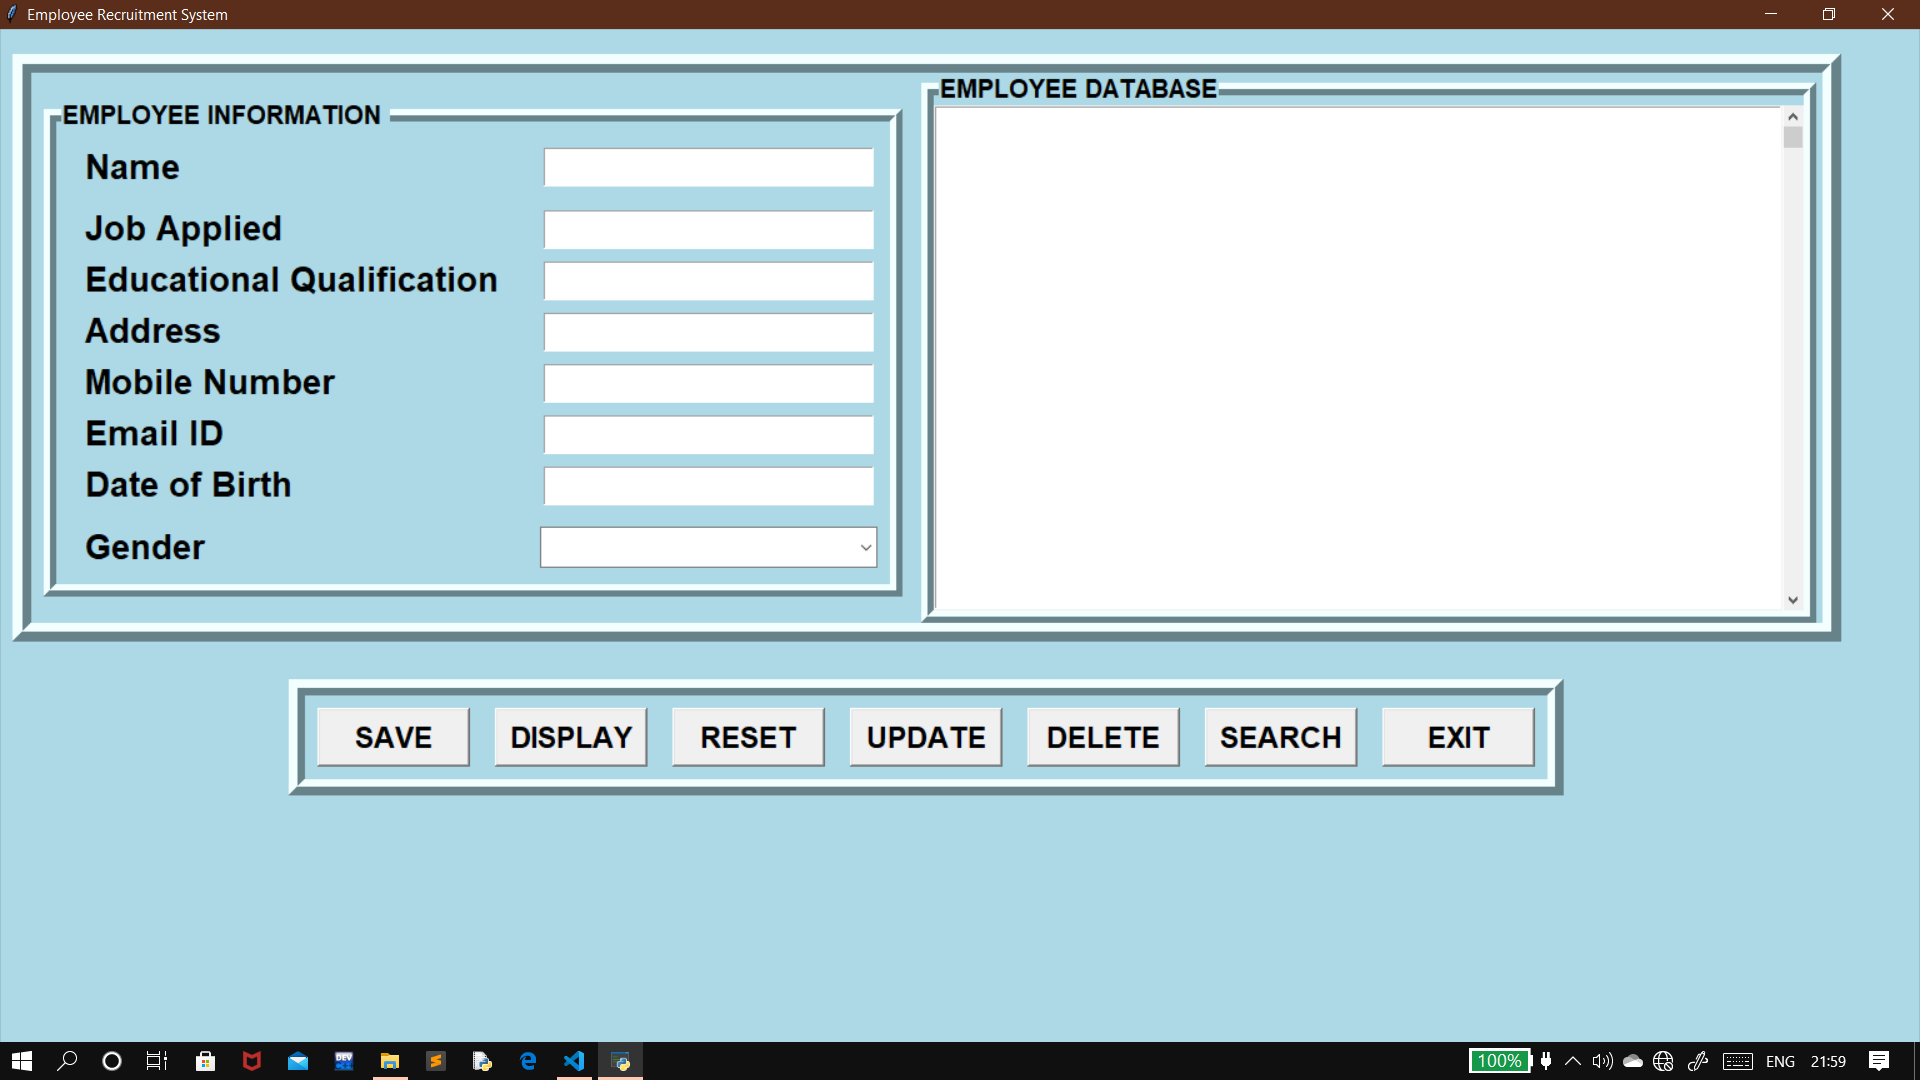 Employee Recruitment System
EMPLOYEE INFORMATION
Name
Job Applied
Educational Qualification
Address
Mobile Number
Email ID
Date of Birth
Gender
EMPLOYEE DATABASE
SAVE DISPLAY RESET UPDATE DELETE SEARCH EXIT
DEV
C++
100% ENG 21:59